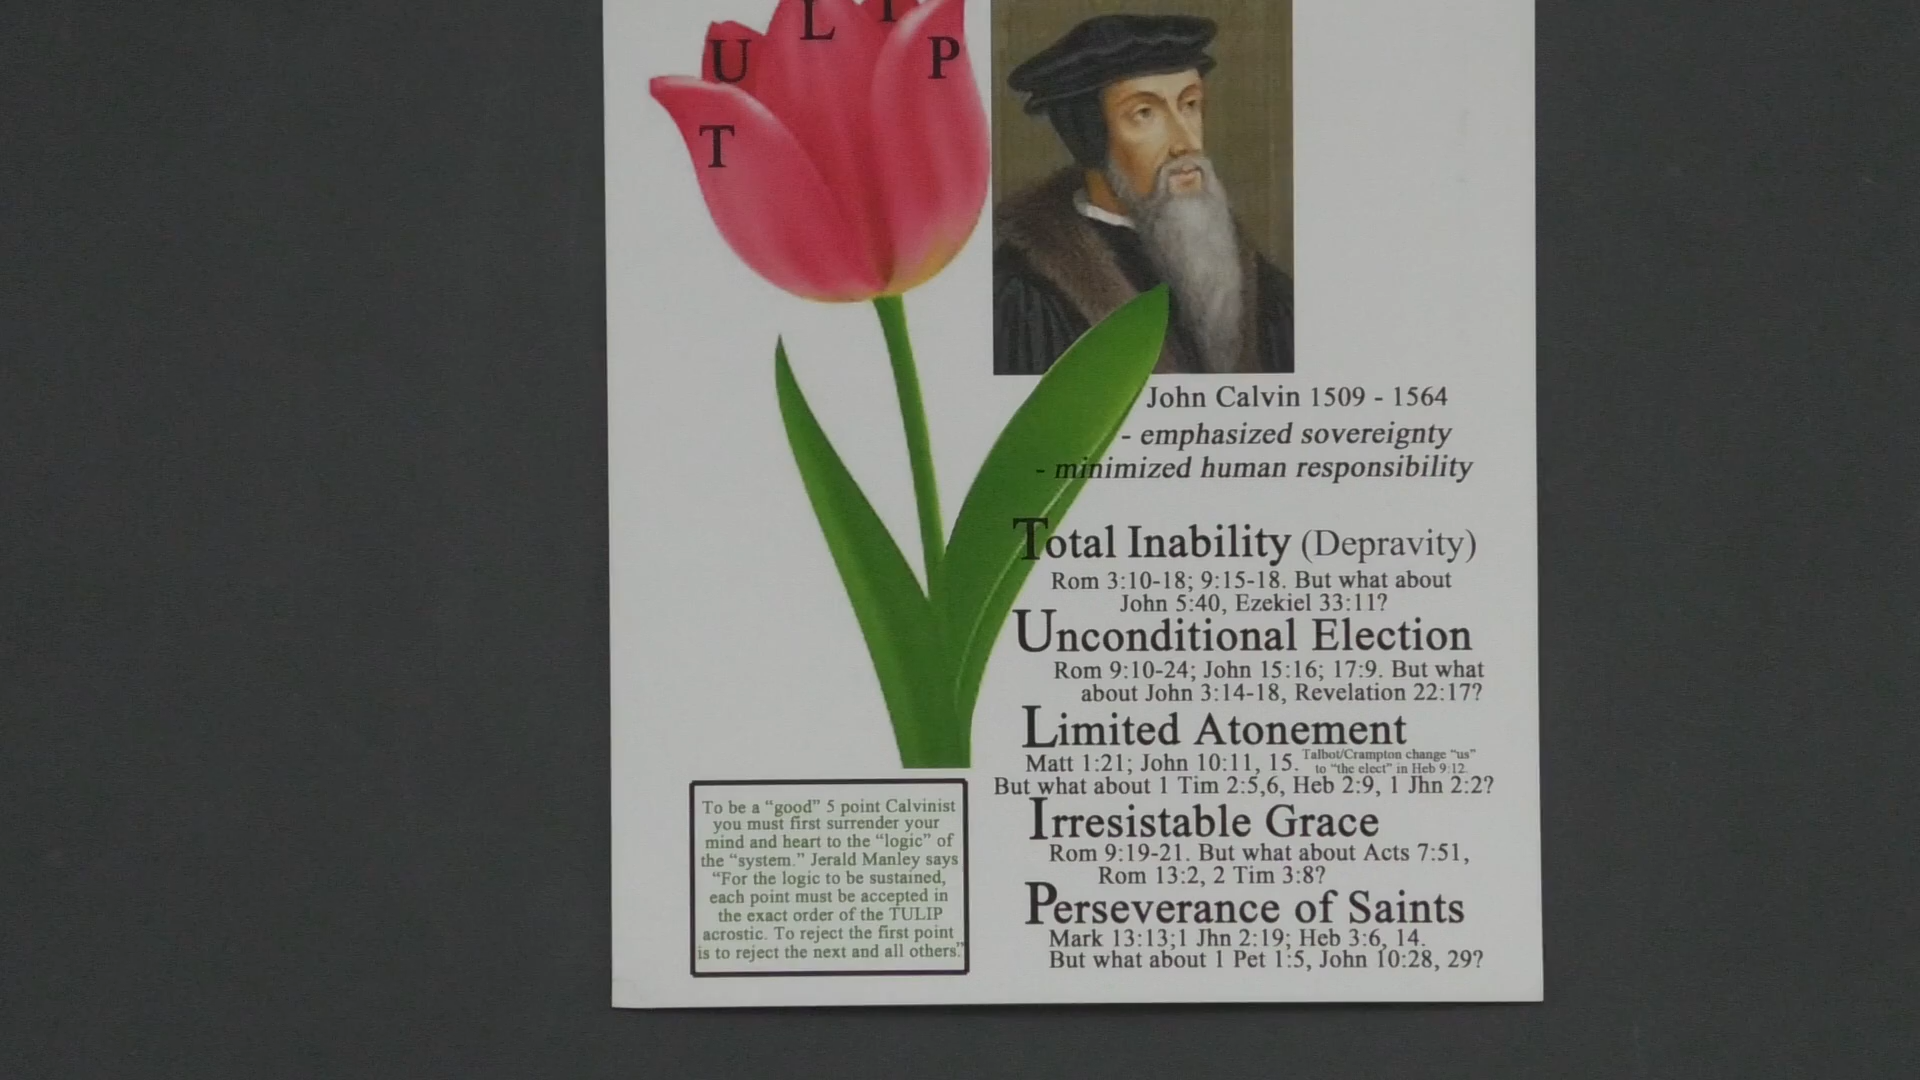 T U L I P
John Calvin 1509 - 1564
- emphasized sovereignty
- minimized human responsibility
Total Inability (Depravity)
Rom 3:10-18; 9:15-18. But what about
John 5:40, Ezekiel 33:11?
Unconditional Election
Rom 9:10-24; John 15:16; 17:9. But what
about John 3:14-18, Revelation 22:17?
Limited Atonement
Matt 1:21; John 10:11, 15. Talbot/Crampton change "us"
to "the elect" in Heb 9:12.
But what about 1 Tim 2:5,6, Heb 2:9, 1 Jhn 2:2?
Irresistable Grace
Rom 9:19-21. But what about Acts 7:51,
Rom 13:2, 2 Tim 3:8?
Perseverance of Saints
Mark 13:13;1 Jhn 2:19; Heb 3:6, 14.
But what about 1 Pet 1:5, John 10:28, 29?
To be a "good" 5 point Calvinist
you must first surrender your
mind and heart to the "logic" of
the "system." Jerald Manley says
"For the logic to be sustained,
each point must be accepted in
the exact order of the TULIP
acrostic. To reject the first point
is to reject the next and all others."